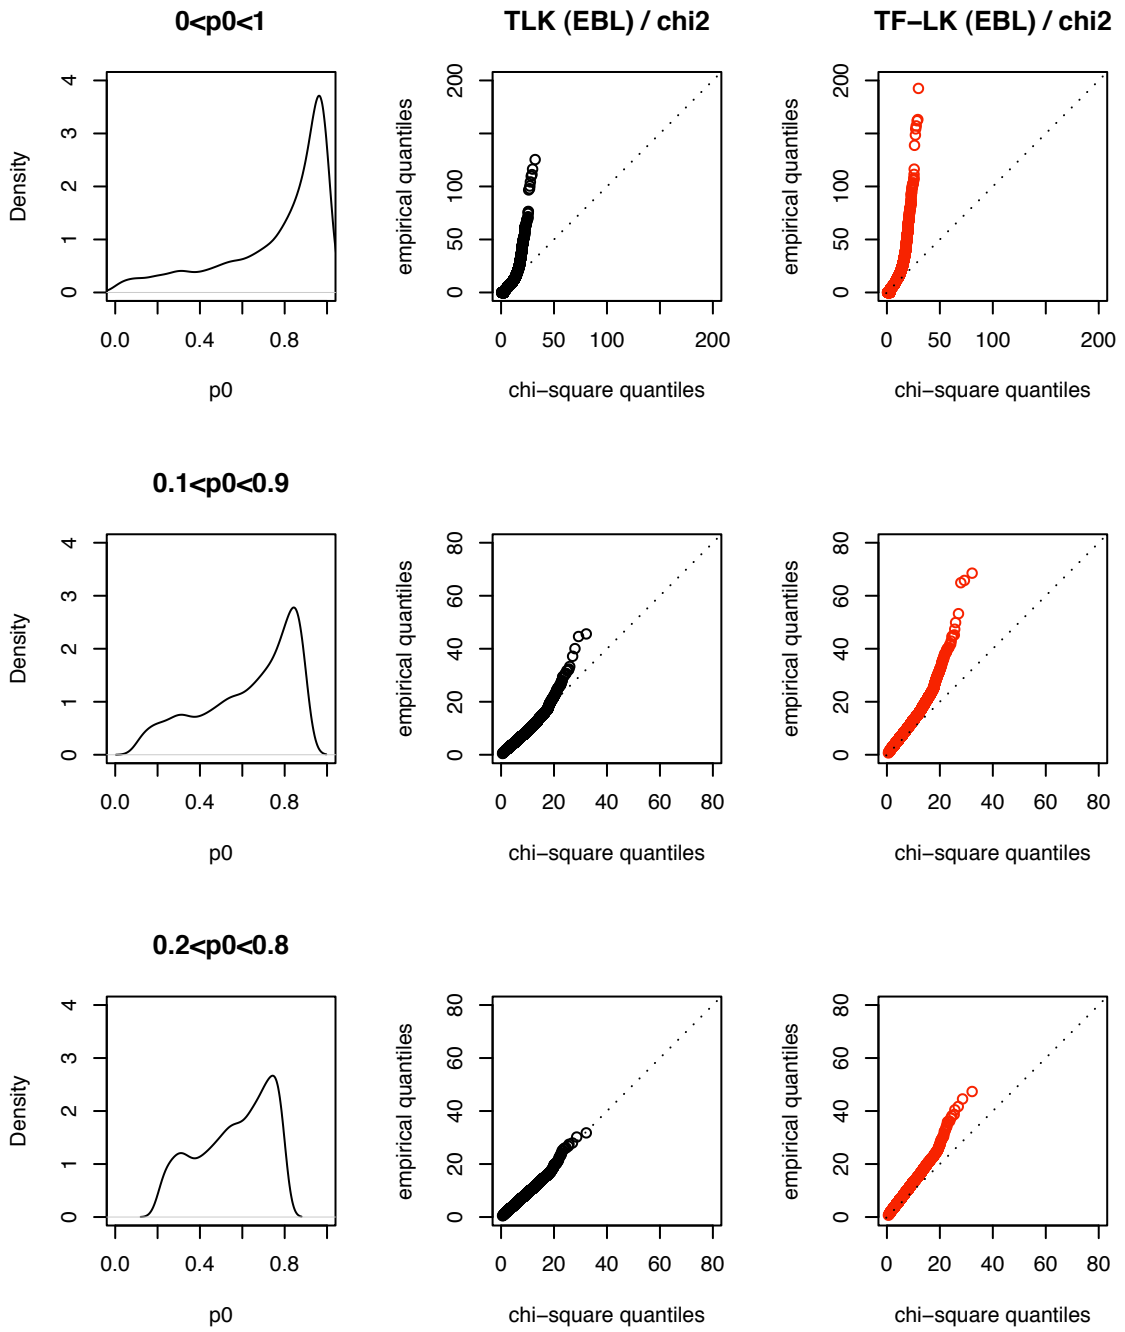 0<p0<1
TLK (EBL) / chi2
TF−LK (EBL) / chi2
Density
0 1 2 3 4
0.0 0.4 0.8
p0
empirical quantiles
0 50 100 200
0 50 100 200
chi−square quantiles
empirical quantiles
0 50 100 200
0 50 100 200
chi−square quantiles
0.1<p0<0.9
Density
0 1 2 3 4
0.0 0.4 0.8
p0
empirical quantiles
0 20 40 60 80
0 20 40 60 80
chi−square quantiles
empirical quantiles
0 20 40 60 80
0 20 40 60 80
chi−square quantiles
0.2<p0<0.8
Density
0 1 2 3 4
0.0 0.4 0.8
p0
empirical quantiles
0 20 40 60 80
0 20 40 60 80
chi−square quantiles
empirical quantiles
0 20 40 60 80
0 20 40 60 80
chi−square quantiles